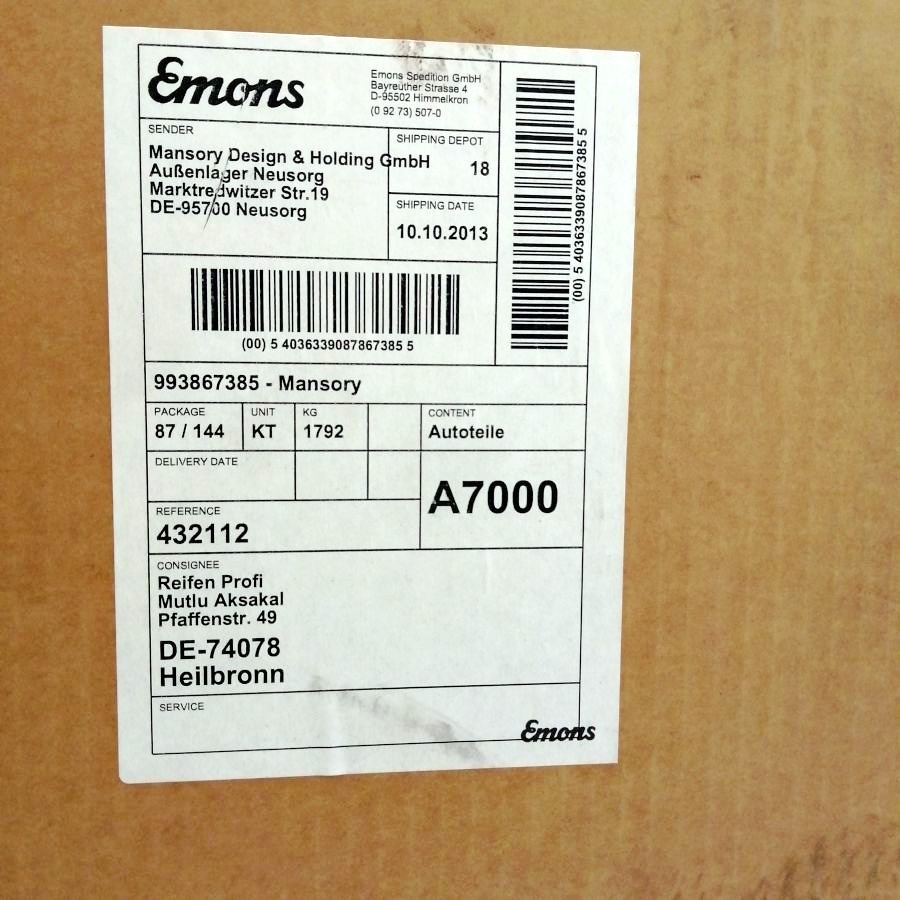 Emons
Emons Spedition GmbH
Bayreuther Strasse 4
D-95502 Himmelkron
(0 92 73) 507-0
SENDER
Mansory Design & Holding GmbH
Außenlager Neusorg
Marktredwitzer Str.19
DE-95700 Neusorg
SHIPPING DEPOT
18
SHIPPING DATE
10.10.2013
(00) 5 4036339087867385 5
(00) 5 4036339087867385 5
993867385 - Mansory
PACKAGE UNIT KG CONTENT
87 / 144 KT 1792 Autoteile
DELIVERY DATE
A7000
REFERENCE
432112
CONSIGNEE
Reifen Profi
Mutlu Aksakal
Pfaffenstr. 49
DE-74078
Heilbronn
SERVICE
Emons